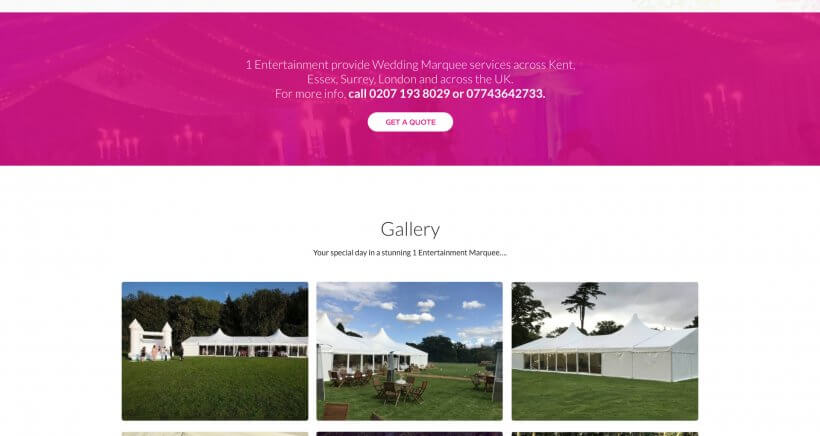 1 Entertainment provide Wedding Marquee services across Kent,
Essex, Surrey, London and across the UK.
For more info, call 0207 193 8029 or 07743642733.
GET A QUOTE
Gallery
Your special day in a stunning 1 Entertainment Marquee….